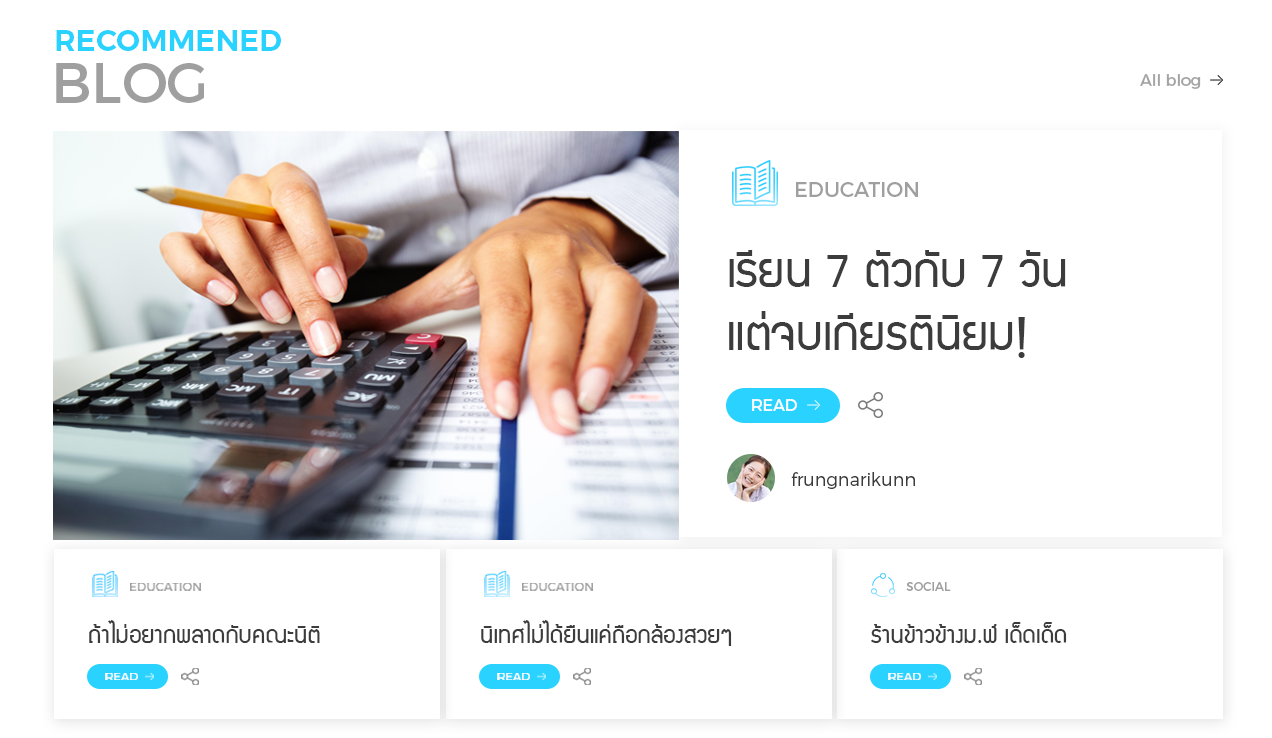 RECOMMENED
BLOG
All blog
EDUCATION
เรียน 7 ตัวกับ 7 วัน
แต่จบเกียรตินิยม!
READ
frungnarikunn
EDUCATION
ถ้าไม่อยากพลาดกับคณะนิติ
READ
EDUCATION
นิเทศไม่ได้ยืนแค่ถือกล้องสวยๆ
READ
SOCIAL
ร้านข้าวข้างม.ฟ์ เด็ดเด็ด
READ